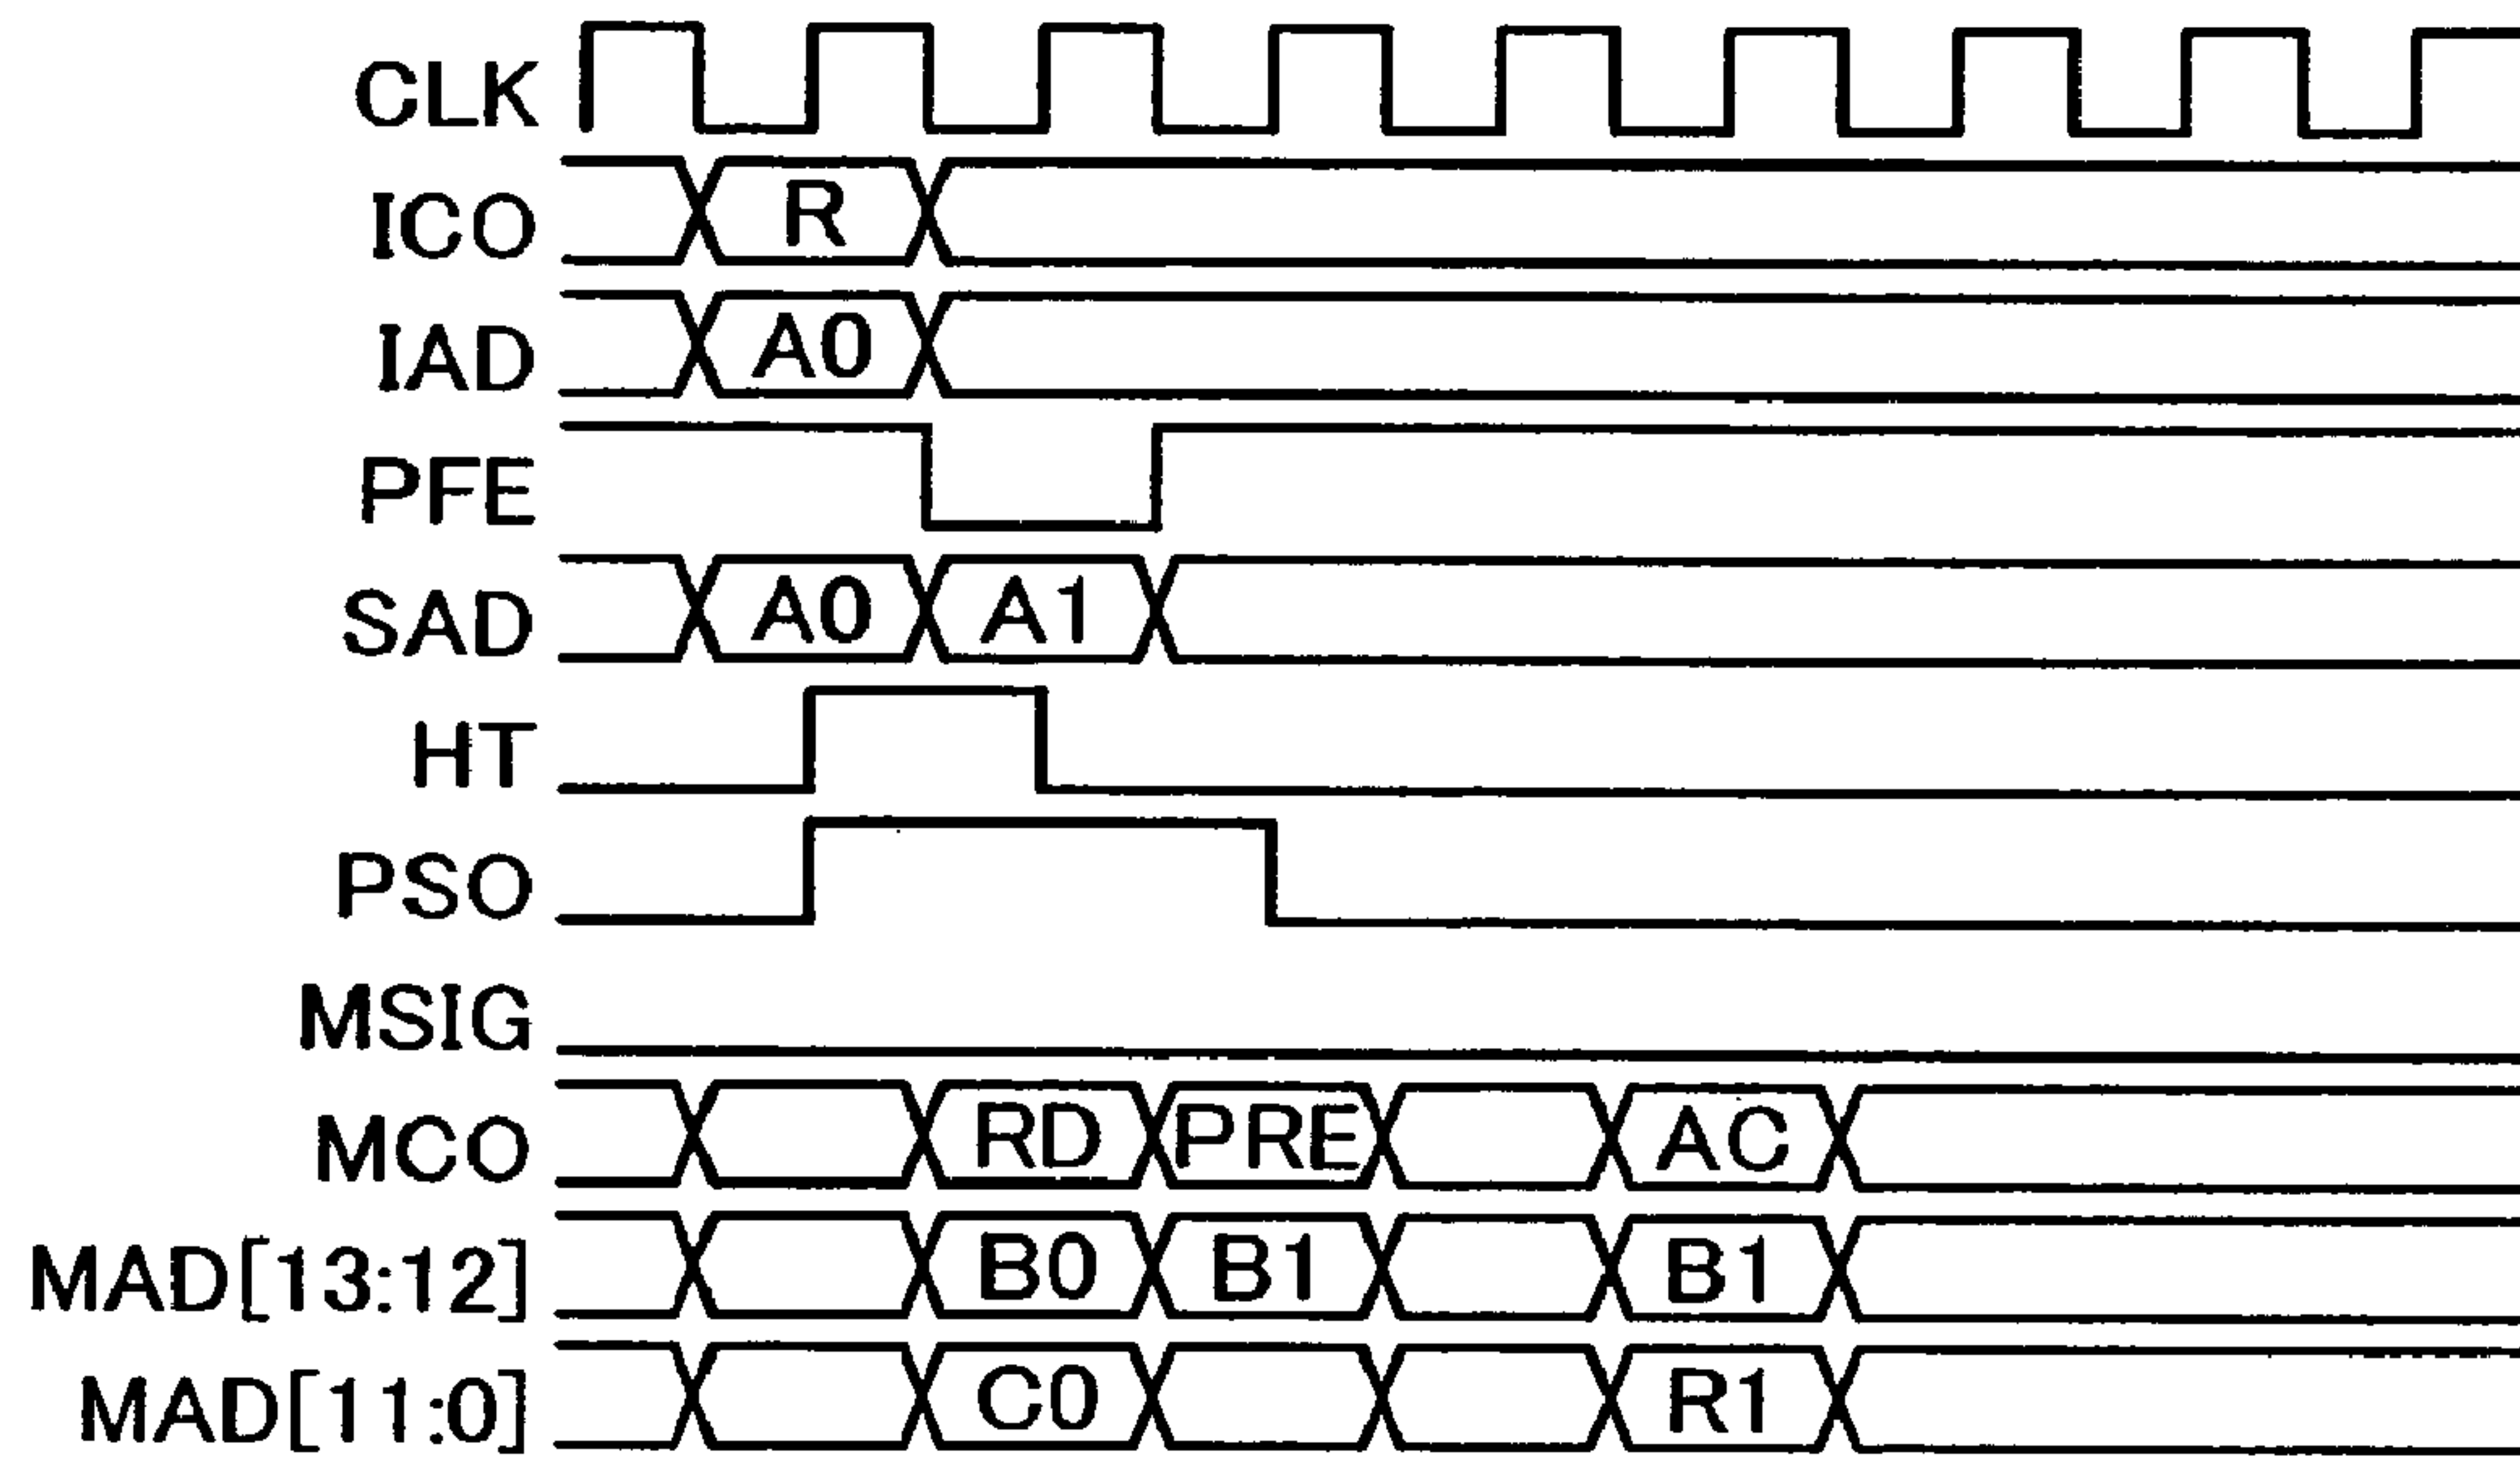 CLK
ICO R
IAD A0
PFE
SAD A0 A1
HT
PSO
MSIG
MCO RD PRE AC
MAD[13:12] B0 B1 B1
MAD[11:0] C0 R1